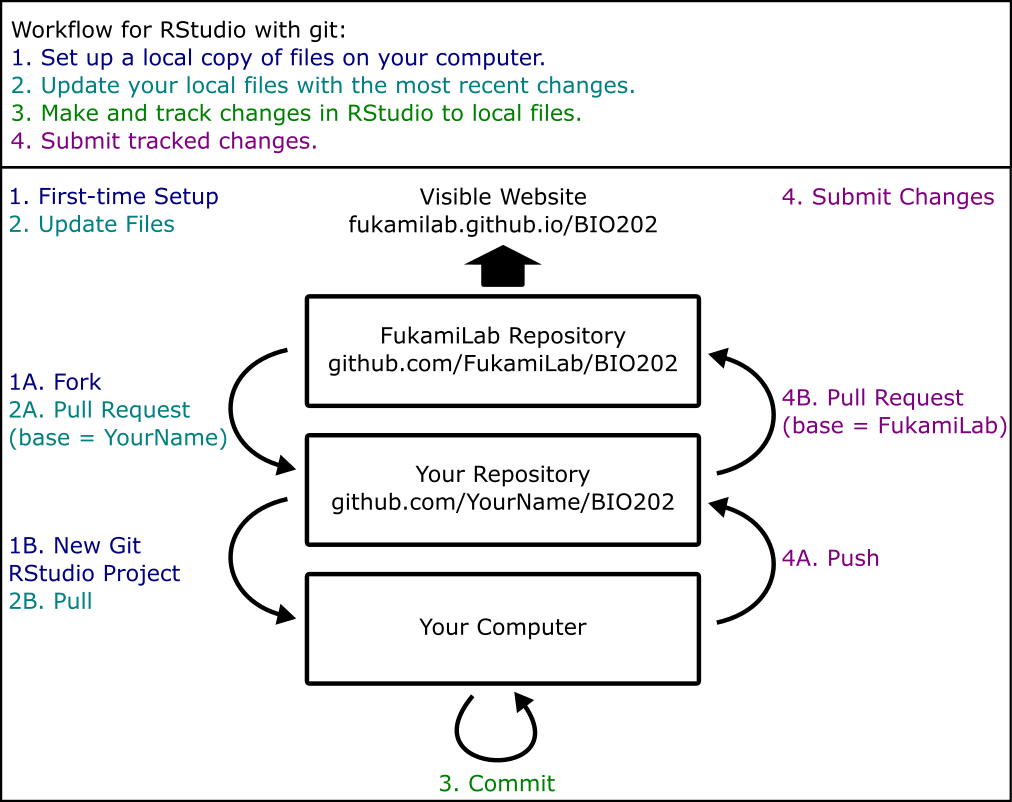 Workflow for RStudio with git:
1. Set up a local copy of files on your computer.
2. Update your local files with the most recent changes.
3. Make and track changes in RStudio to local files.
4. Submit tracked changes.
1. First-time Setup
2. Update Files
Visible Website
fukamilab.github.io/BIO202
4. Submit Changes
FukamiLab Repository
github.com/FukamiLab/BIO202
1A. Fork
2A. Pull Request
(base = YourName)
4B. Pull Request
(base = FukamiLab)
Your Repository
github.com/YourName/BIO202
1B. New Git
RStudio Project
2B. Pull
4A. Push
Your Computer
3. Commit